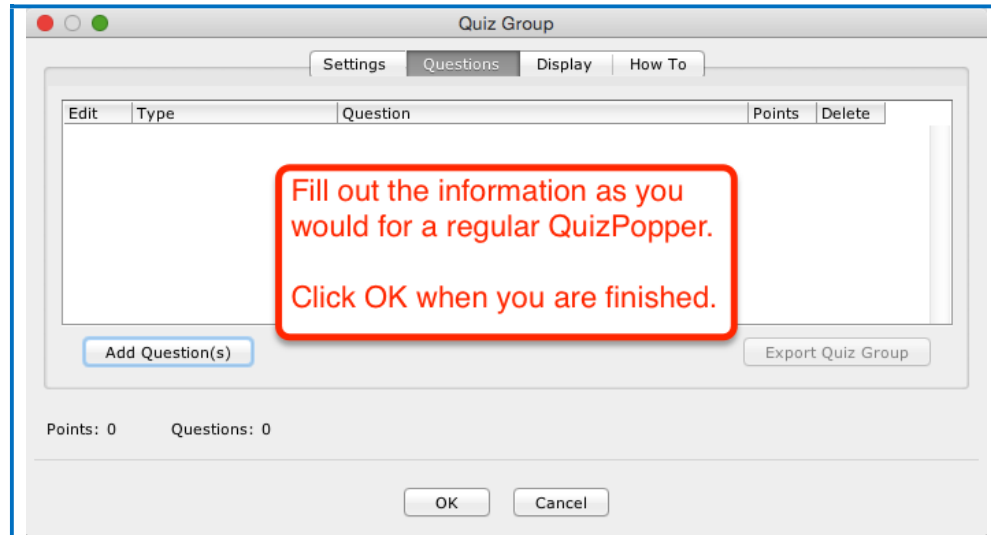 Quiz Group
Settings Questions Display How To
Edit Type Question Points Delete
Fill out the information as you
would for a regular QuizPopper.
Click OK when you are finished.
Add Question(s) Export Quiz Group
Points: 0 Questions: 0
OK Cancel